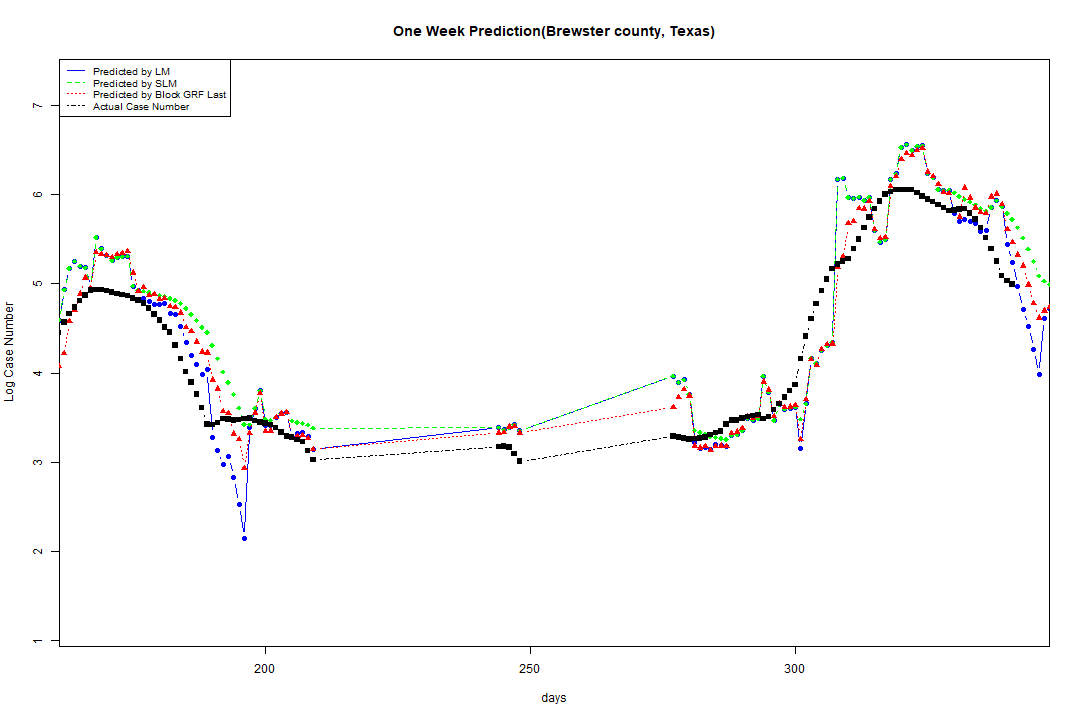 One Week Prediction(Brewster county, Texas)
Predicted by LM
Predicted by SLM
Predicted by Block GRF Last
Actual Case Number
7
6
5
4
3
2
1
Log Case Number
200 250 300
days